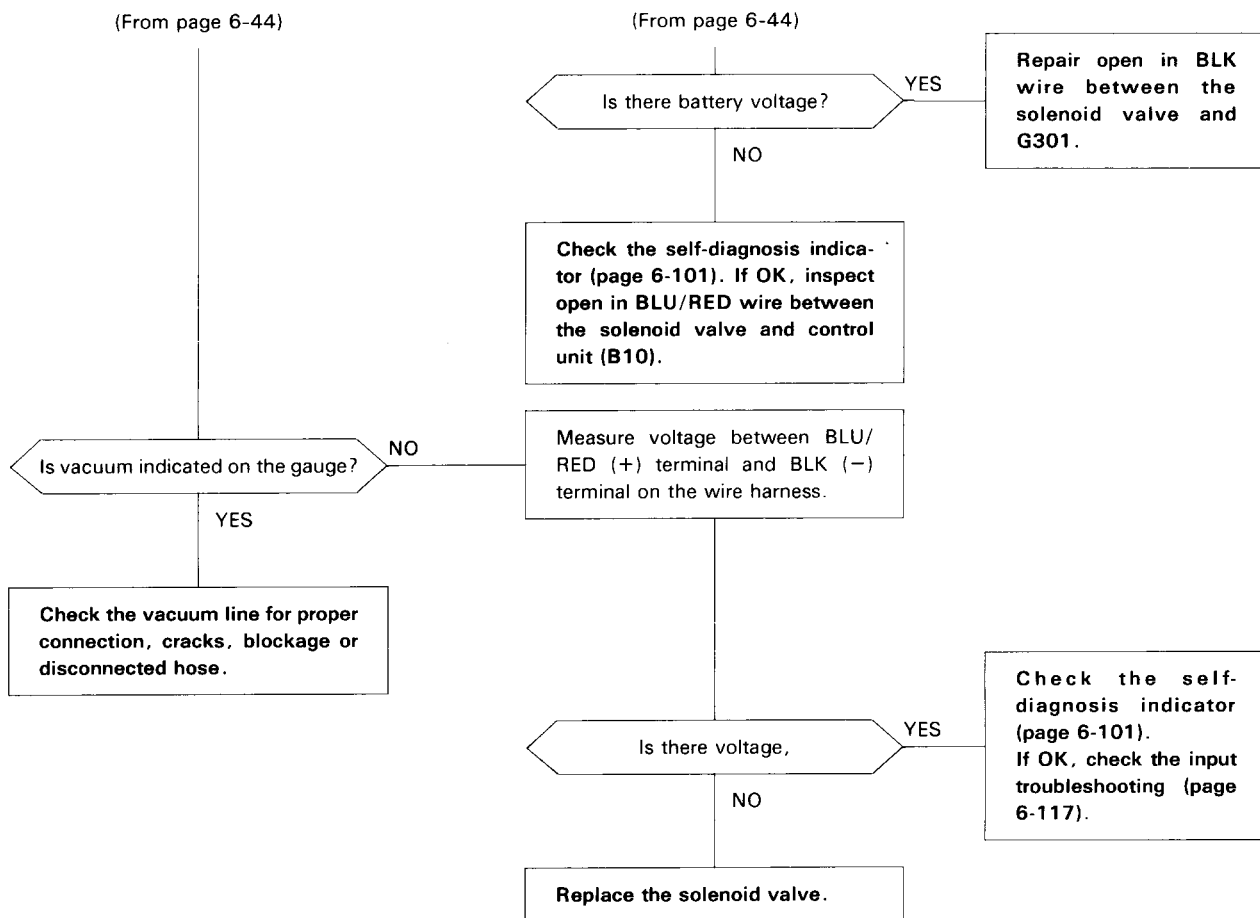 (From page 6-44)
(From page 6-44)
Is there battery voltage?
YES
Repair open in BLK
wire between the
solenoid valve and
G301.
NO
Check the self-diagnosis indica-
tor (page 6-101). If OK, inspect
open in BLU/RED wire between
the solenoid valve and control
unit (B10).
Is vacuum indicated on the gauge?
NO
Measure voltage between BLU/
RED (+) terminal and BLK (−)
terminal on the wire harness.
YES
Check the vacuum line for proper
connection, cracks, blockage or
disconnected hose.
Is there voltage,
YES
Check the self-
diagnosis indicator
(page 6-101).
If OK, check the input
troubleshooting (page
6-117).
NO
Replace the solenoid valve.